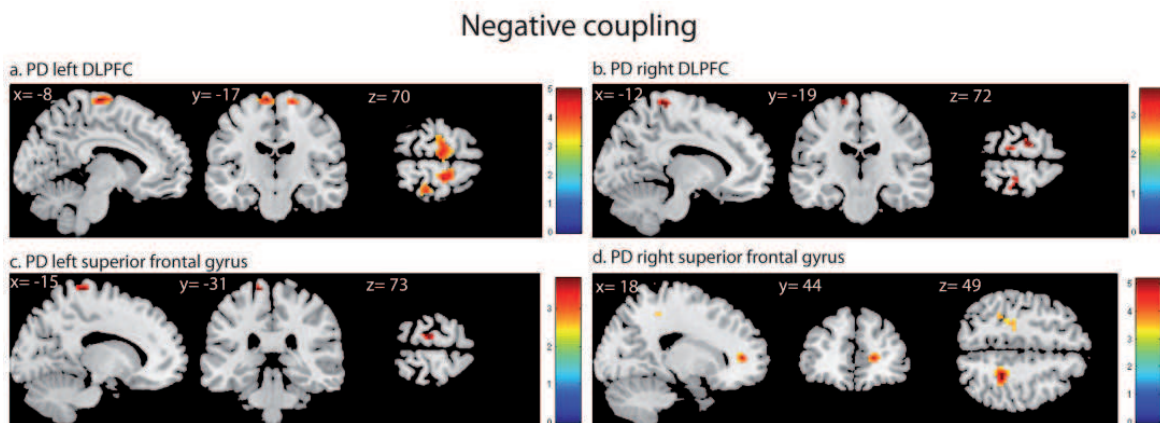 Negative coupling
a. PD left DLPFC
x= -8 y= -17 z= 70
5
4
3
2
1
0
b. PD right DLPFC
x= -12 y= -19 z= 72
3
2
1
0
c. PD left superior frontal gyrus
x= -15 y= -31 z= 73
3
2
1
0
d. PD right superior frontal gyrus
x= 18 y= 44 z= 49
5
4
3
2
1
0